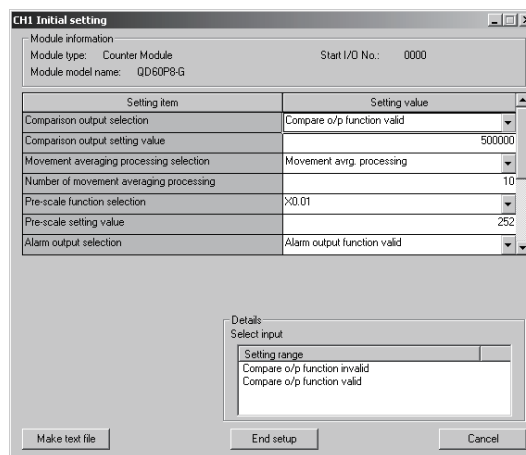 CH1 Initial setting
Module information
Module type: Counter Module Start I/O No.: 0000
Module model name: QD60P8-G
Setting item Setting value
Comparison output selection Compare o/p function valid
Comparison output setting value 500000
Movement averaging processing selection Movement avrg. processing
Number of movement averaging processing 10
Pre-scale function selection X0.01
Pre-scale setting value 252
Alarm output selection Alarm output function valid
Details
Select input
Setting range
Compare o/p function invalid
Compare o/p function valid
Make text file End setup Cancel